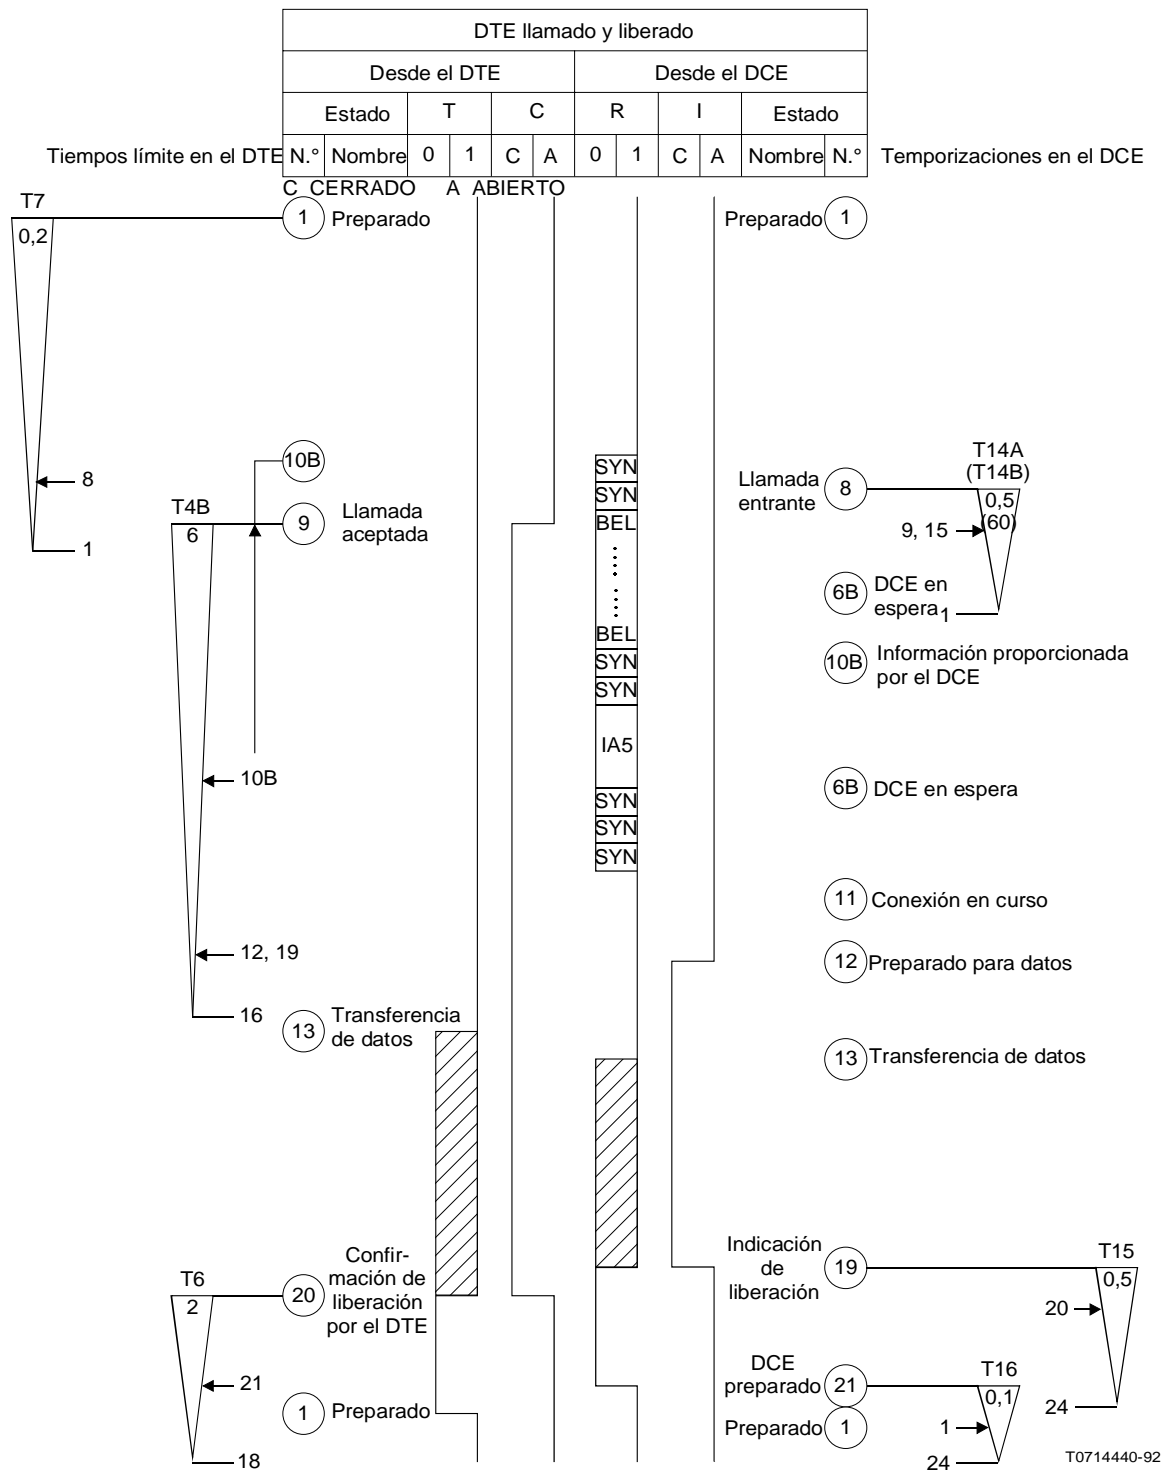 DTE llamado y liberado
Desde el DTE Desde el DCE
Estado T C R I Estado
Tiempos límite en el DTE N.° Nombre 0 1 C A 0 1 C A Nombre N.° Temporizaciones en el DCE
C CERRADO A ABIERTO
T7
0,2
1 Preparado
Preparado 1
8
1
10B
T4B
6
9 Llamada
aceptada
10B
12, 19
16
SYN
SYN
BEL
BEL
SYN
SYN
IA5
SYN
SYN
SYN
Llamada
entrante 8
T14A
(T14B)
0,5
(60)
9, 15
1
6B DCE en
espera
10B Información proporcionada
por el DCE
6B DCE en espera
11 Conexión en curso
12 Preparado para datos
13 Transferencia
de datos
13 Transferencia de datos
Indicación
de
liberación
19
T15
0,5
20
24
T6
2
20
Confir-
mación de
liberación
por el DTE
21
18
1 Preparado
DCE
preparado 21
Preparado 1
T16
0,1
1
24
T0714440-92